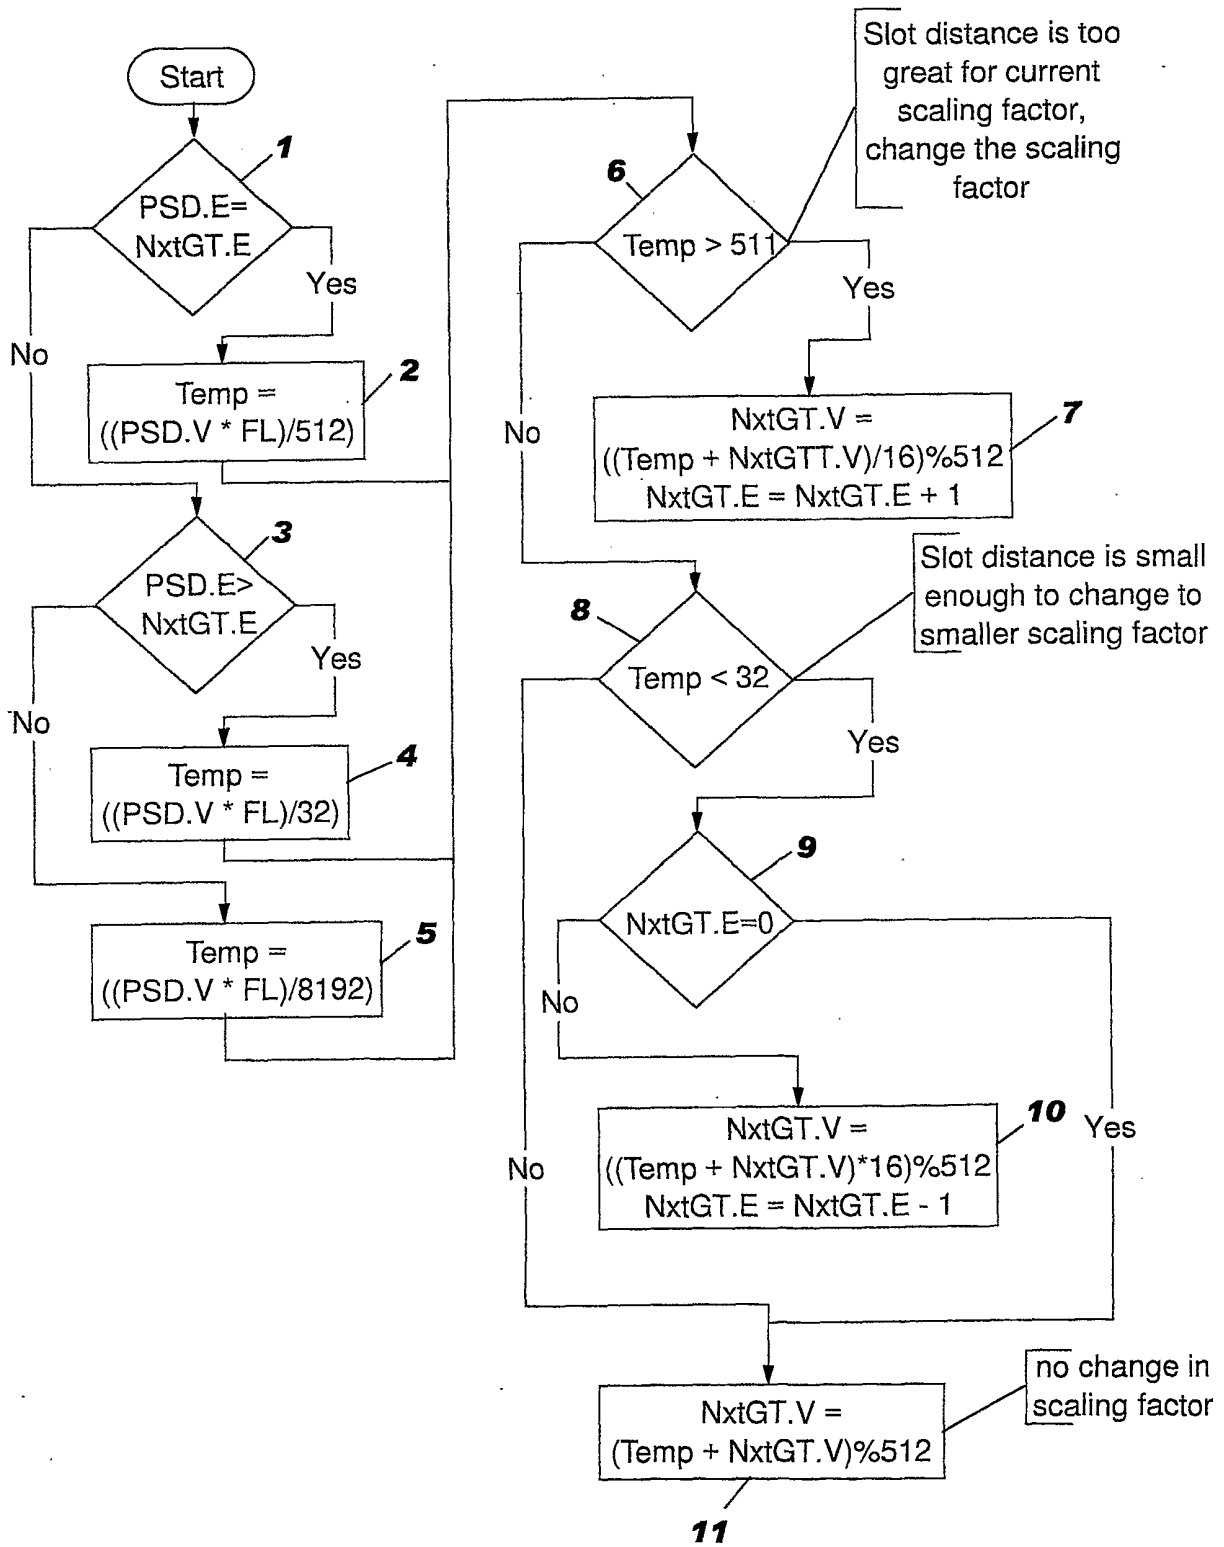 Start
1
PSD.E=
NxtGT.E
Yes
No
2
Temp =
((PSD.V * FL)/512)
3
PSD.E>
NxtGT.E
Yes
No
4
Temp =
((PSD.V * FL)/32)
5
Temp =
((PSD.V * FL)/8192)
Slot distance is too
great for current
scaling factor,
change the scaling
factor
6
Temp > 511
Yes
No
7
NxtGT.V =
((Temp + NxtGTT.V)/16)%512
NxtGT.E = NxtGT.E + 1
Slot distance is small
enough to change to
smaller scaling factor
8
Temp < 32
Yes
No
9
NxtGT.E=0
No
Yes
10
NxtGT.V =
((Temp + NxtGT.V)*16)%512
NxtGT.E = NxtGT.E - 1
no change in
scaling factor
NxtGT.V =
(Temp + NxtGT.V)%512
11